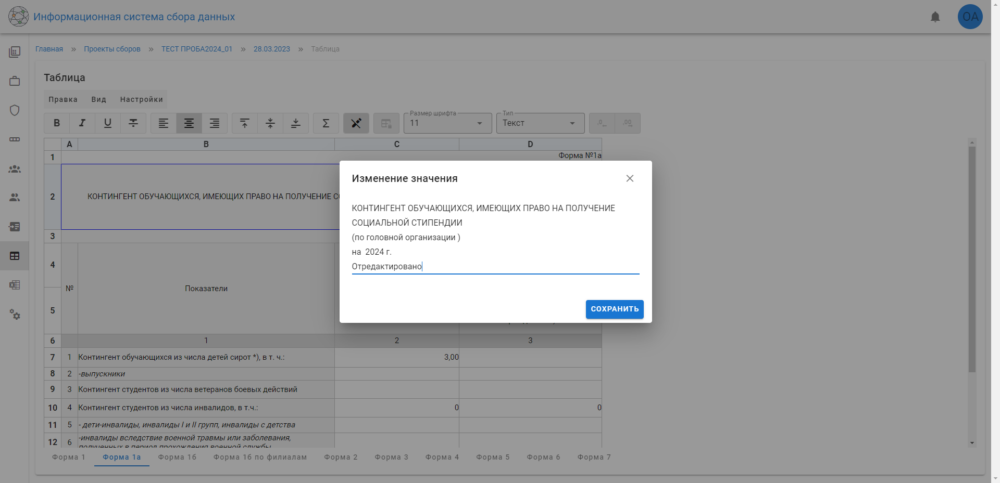 Информационная система сбора данных
ОА
Главная » Проекты сборов » ТЕСТ ПРОБА2024_01 » 28.03.2023 » Таблица
Таблица
Правка Вид Настройки
B I U Размер шрифта 11 Тип Текст .0 .00
A B C D
1 Форма №1а
2 КОНТИНГЕНТ ОБУЧАЮЩИХСЯ, ИМЕЮЩИХ ПРАВО НА ПОЛУЧЕНИЕ
3
4
№ Показатели
5
6 1 2 3
7 1 Контингент обучающихся из числа детей сирот *), в т. ч.: 3,00
8 2 -выпускники
9 3 Контингент студентов из числа ветеранов боевых действий
10 4 Контингент студентов из числа инвалидов, в т.ч.: 0 0
11 5 - дети-инвалиды, инвалиды I и II групп, инвалиды с детства
12 6 -инвалиды вследствие военной травмы или заболевания,
полученных в период прохождения военной службы
Форма 1 Форма 1а Форма 1б Форма 1б по филиалам Форма 2 Форма 3 Форма 4 Форма 5 Форма 6 Форма 7
Изменение значения
КОНТИНГЕНТ ОБУЧАЮЩИХСЯ, ИМЕЮЩИХ ПРАВО НА ПОЛУЧЕНИЕ
СОЦИАЛЬНОЙ СТИПЕНДИИ
(по головной организации )
на  2024 г.
Отредактировано
СОХРАНИТЬ